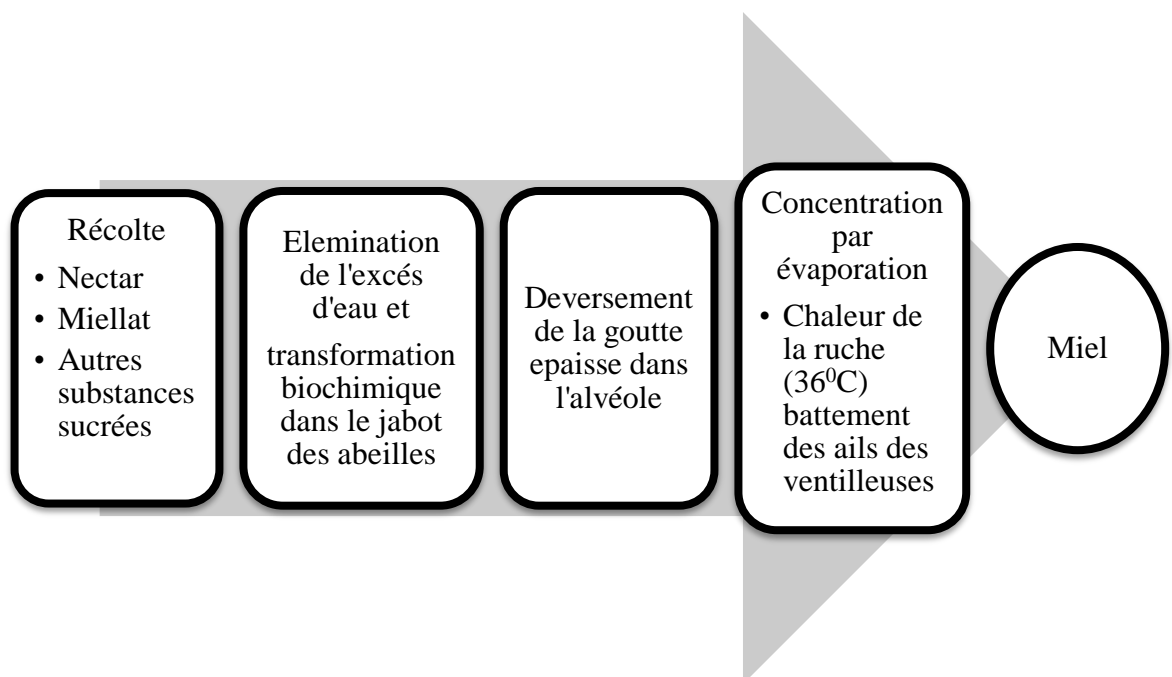 Récolte
• Nectar
• Miellat
• Autres
substances
sucrées
Elemination
de l'excés
d'eau et
transformation
biochimique
dans le jabot
des abeilles
Deversement
de la goutte
epaisse dans
l'alvéole
Concentration
par
évaporation
• Chaleur de
la ruche
(36⁰C)
battement
des ails des
ventilleuses
Miel